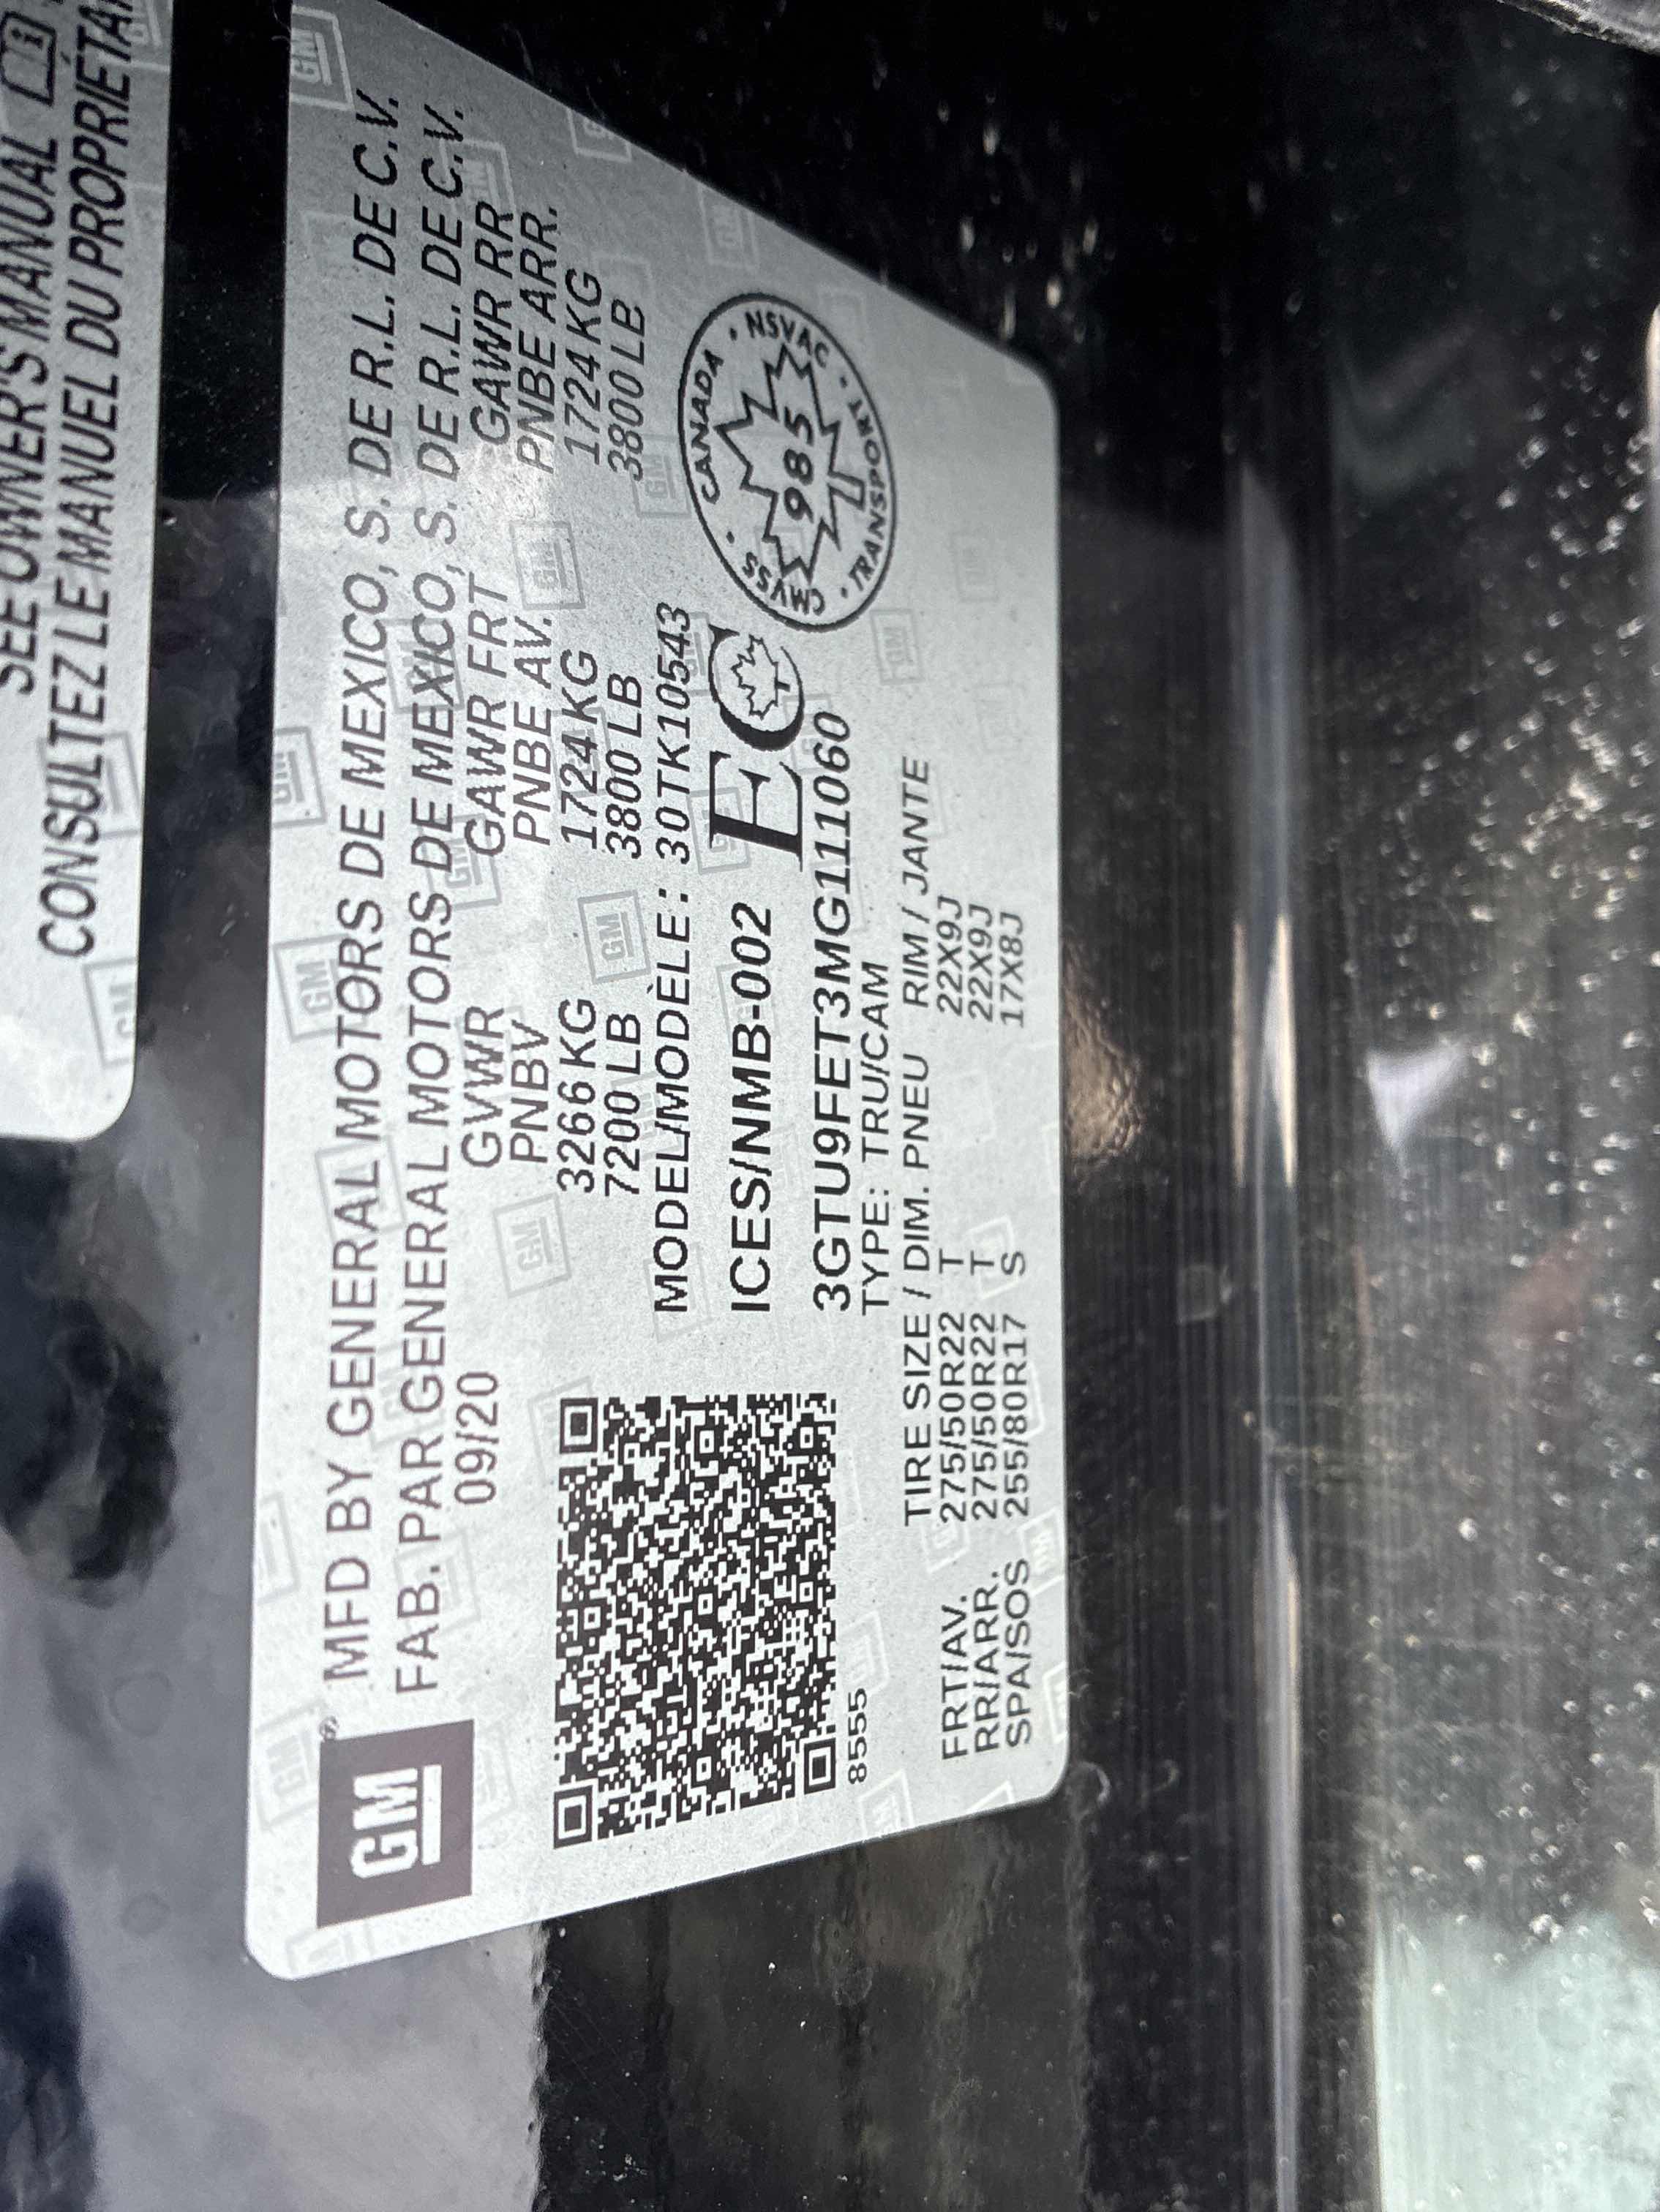 SEE OWNER'S MANUAL
CONSULTEZ LE MANUEL DU
GM ® MFD BY GENERAL MOTORS DE MEXICO, S. DE R.L. DE C.V.
FAB. PAR GENERAL MOTORS DE MEXICO, S. DE R.L. DE C.V.
09/20 GVWR GAWR FRT GAWR RR
PNBV PNBE AV. PNBE ARR.
3266 KG 1724 KG 1724 KG
7200 LB 3800 LB 3800 LB
MODEL/MODÈLE: 30TK10543
ICES/NMB-002 EC
CANADA • NSVAC • TRANSPORT • CMVSS •
985
3GTU9FET3MG111060
8555 TYPE: TRU/CAM
TIRE SIZE / DIM. PNEU RIM / JANTE
FRT/AV. 275/50R22 T 22X9J
RR/ARR. 275/50R22 T 22X9J
SPA/SOS 255/80R17 S 17X8J